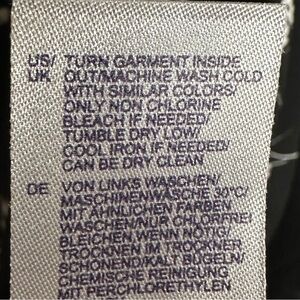 US/ TURN GARMENT INSIDE
UK OUT/MACHINE WASH COLD
WITH SIMILAR COLORS/
ONLY NON CHLORINE
BLEACH IF NEEDED/
TUMBLE DRY LOW/
COOL IRON IF NEEDED/
CAN BE DRY CLEAN
DE VON LINKS WASCHEN/
MASCHINENWÄSCHE 30°C/
MIT ÄHNLICHEN FARBEN
WASCHEN/NUR CHLORFREI
BLEICHEN WENN NÖTIG/
TROCKNEN IM TROCKNER
SCHONEND/KALT BÜGELN/
CHEMISCHE REINIGUNG
MIT PERCHLORETHYLEN